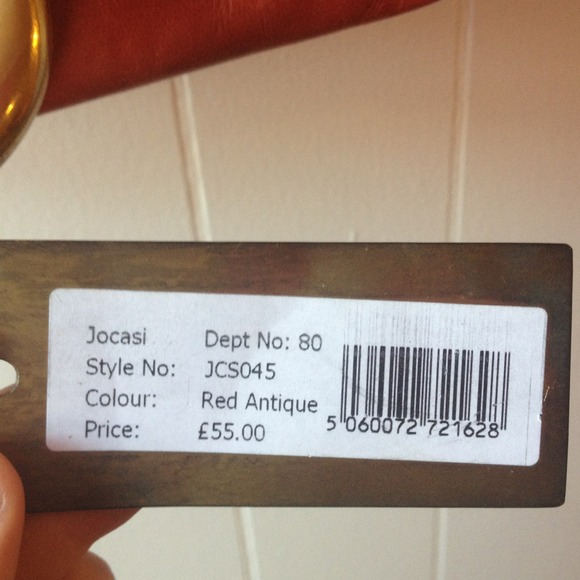 Jocasi Dept No: 80
Style No: JCS045
Colour: Red Antique
Price: £55.00
5 060072 721628